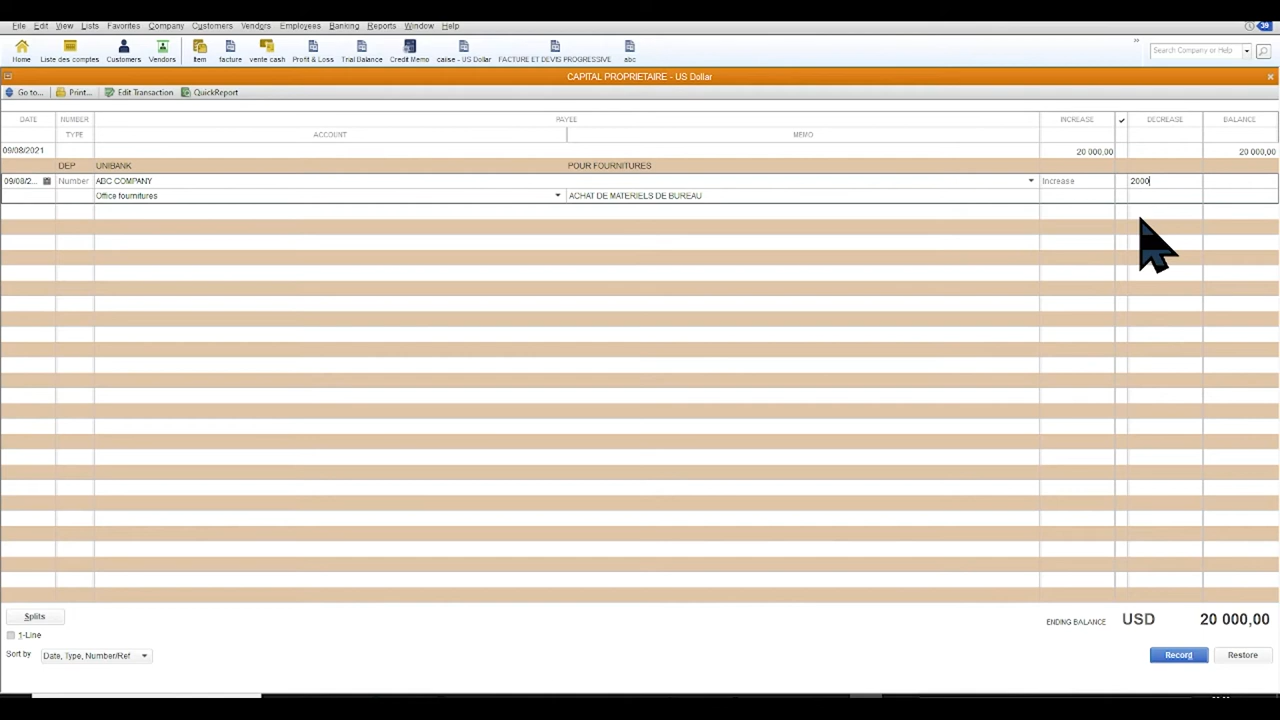 File Edit View Lists Favorites Company Customers Vendors Employees Banking Reports Window Help 39
Home Liste des comptes Customers Vendors Item facture vente cash Profit & Loss Trial Balance Credit Memo caise - US Dollar FACTURE ET DEVIS PROGRESSIVE abc Search Company or Help
CAPITAL PROPRIETAIRE - US Dollar
Go to... Print... Edit Transaction QuickReport
DATE NUMBER PAYEE INCREASE ✓ DECREASE BALANCE
TYPE ACCOUNT MEMO
09/08/2021 20 000,00 20 000,00
DEP UNIBANK POUR FOURNITURES
09/08/2... Number ABC COMPANY Increase 2000
Office fournitures ACHAT DE MATERIELS DE BUREAU
Splits
ENDING BALANCE USD 20 000,00
1-Line
Sort by Date, Type, Number/Ref
Record Restore